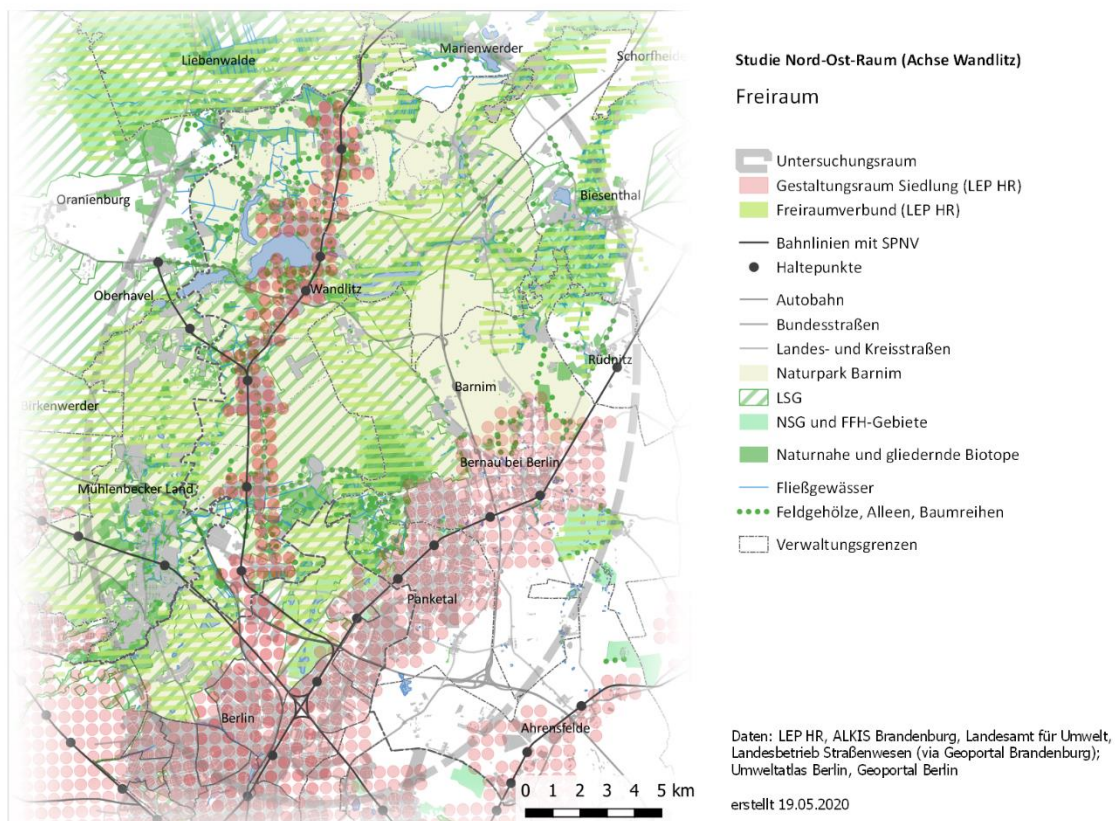 Liebenwalde
Marienwerder
Schorfheide
Oranienburg
Biesenthal
Oberhavel
Wandlitz
Rüdnitz
Barnim
irkenwerder
Bernau bei Berlin
Mühlenbecker Land
Panketal
Berlin
Ahrensfelde
0 1 2 3 4 5 km
Studie Nord-Ost-Raum (Achse Wandlitz)
Freiraum
Untersuchungsraum
Gestaltungsraum Siedlung (LEP HR)
Freiraumverbund (LEP HR)
Bahnlinien mit SPNV
Haltepunkte
Autobahn
Bundesstraßen
Landes- und Kreisstraßen
Naturpark Barnim
LSG
NSG und FFH-Gebiete
Naturnahe und gliedernde Biotope
Fließgewässer
Feldgehölze, Alleen, Baumreihen
Verwaltungsgrenzen
Daten: LEP HR, ALKIS Brandenburg, Landesamt für Umwelt,
Landesbetrieb Straßenwesen (via Geoportal Brandenburg);
Umweltatlas Berlin, Geoportal Berlin
erstellt 19.05.2020